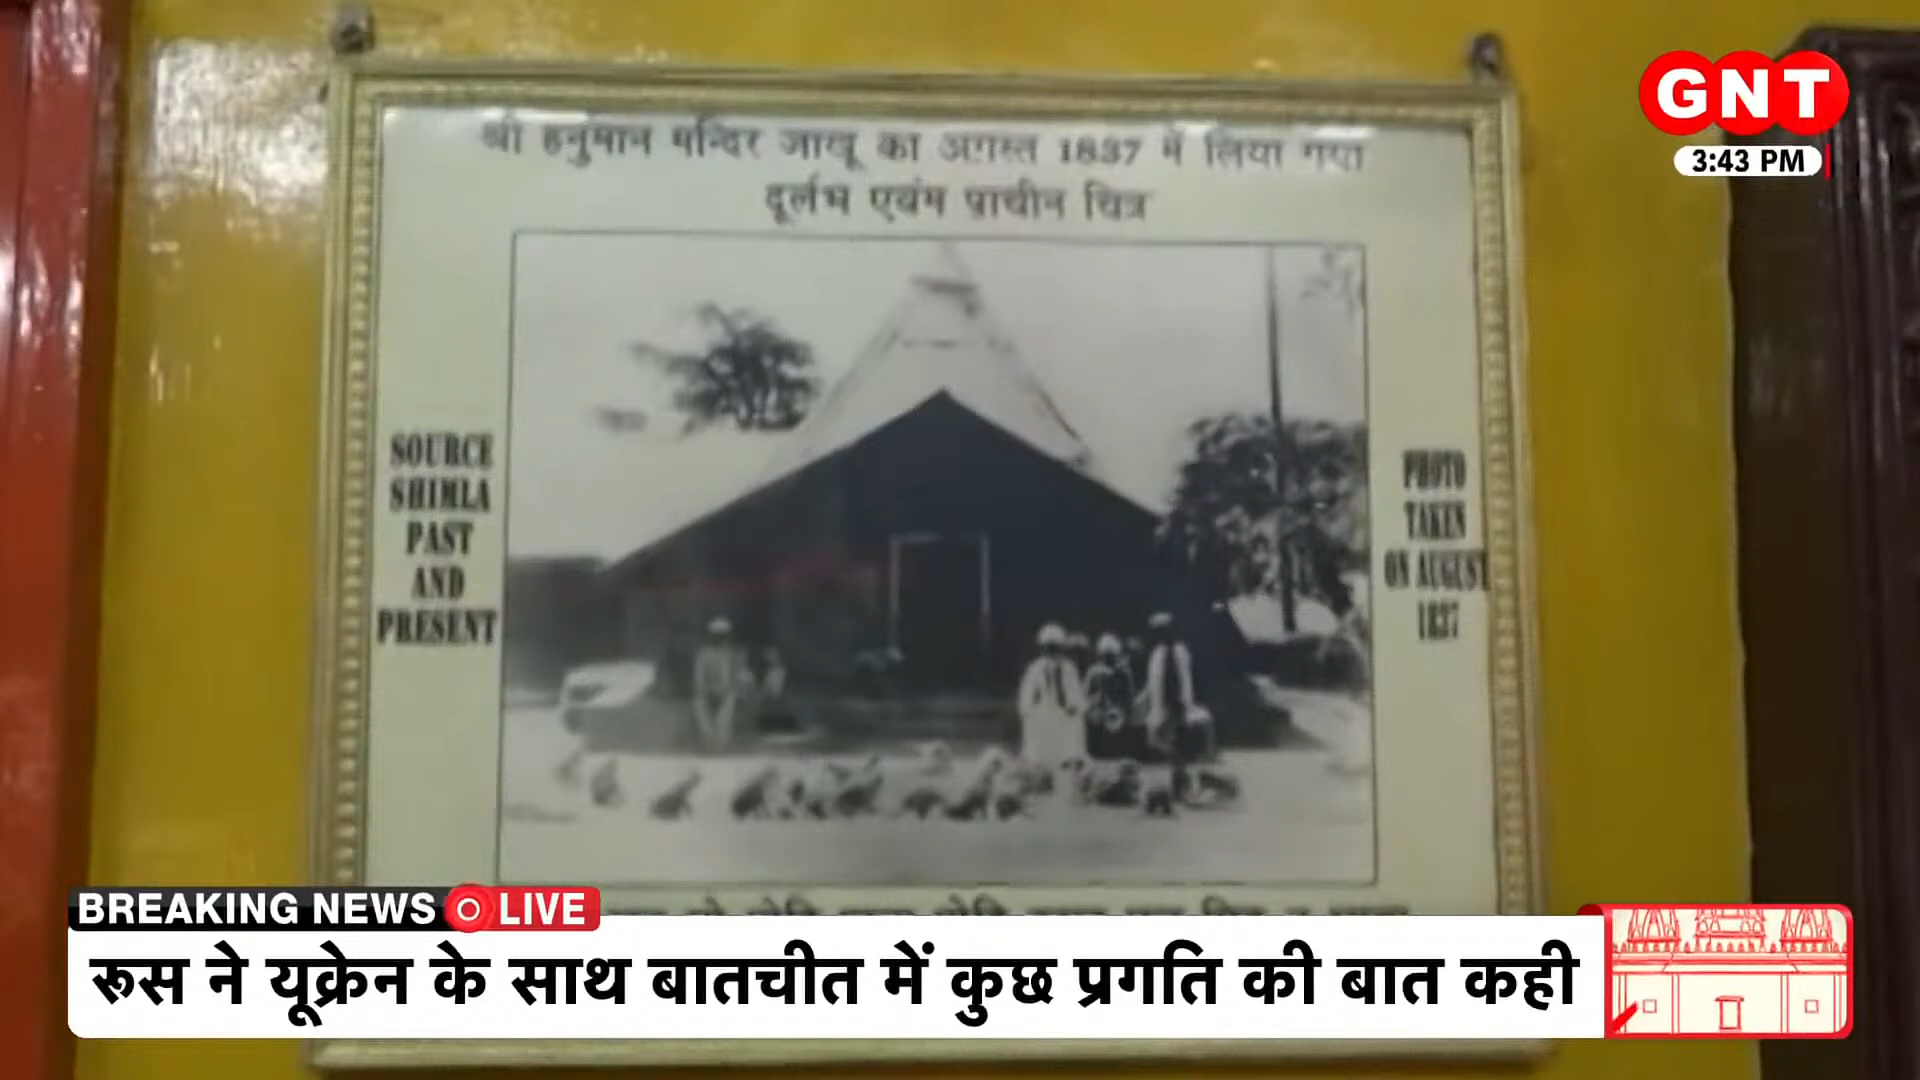 GNT
3:43 PM
श्री हनुमान मन्दिर जाखू का अगस्त 1837 में लिया गया
दूर्लभ एवंम प्राचीन चित्र
SOURCE
SHIMLA
PAST
AND
PRESENT
PHOTO
TAKEN
ON AUGUST
1837
BREAKING NEWS LIVE
रूस ने यूक्रेन के साथ बातचीत में कुछ प्रगति की बात कही